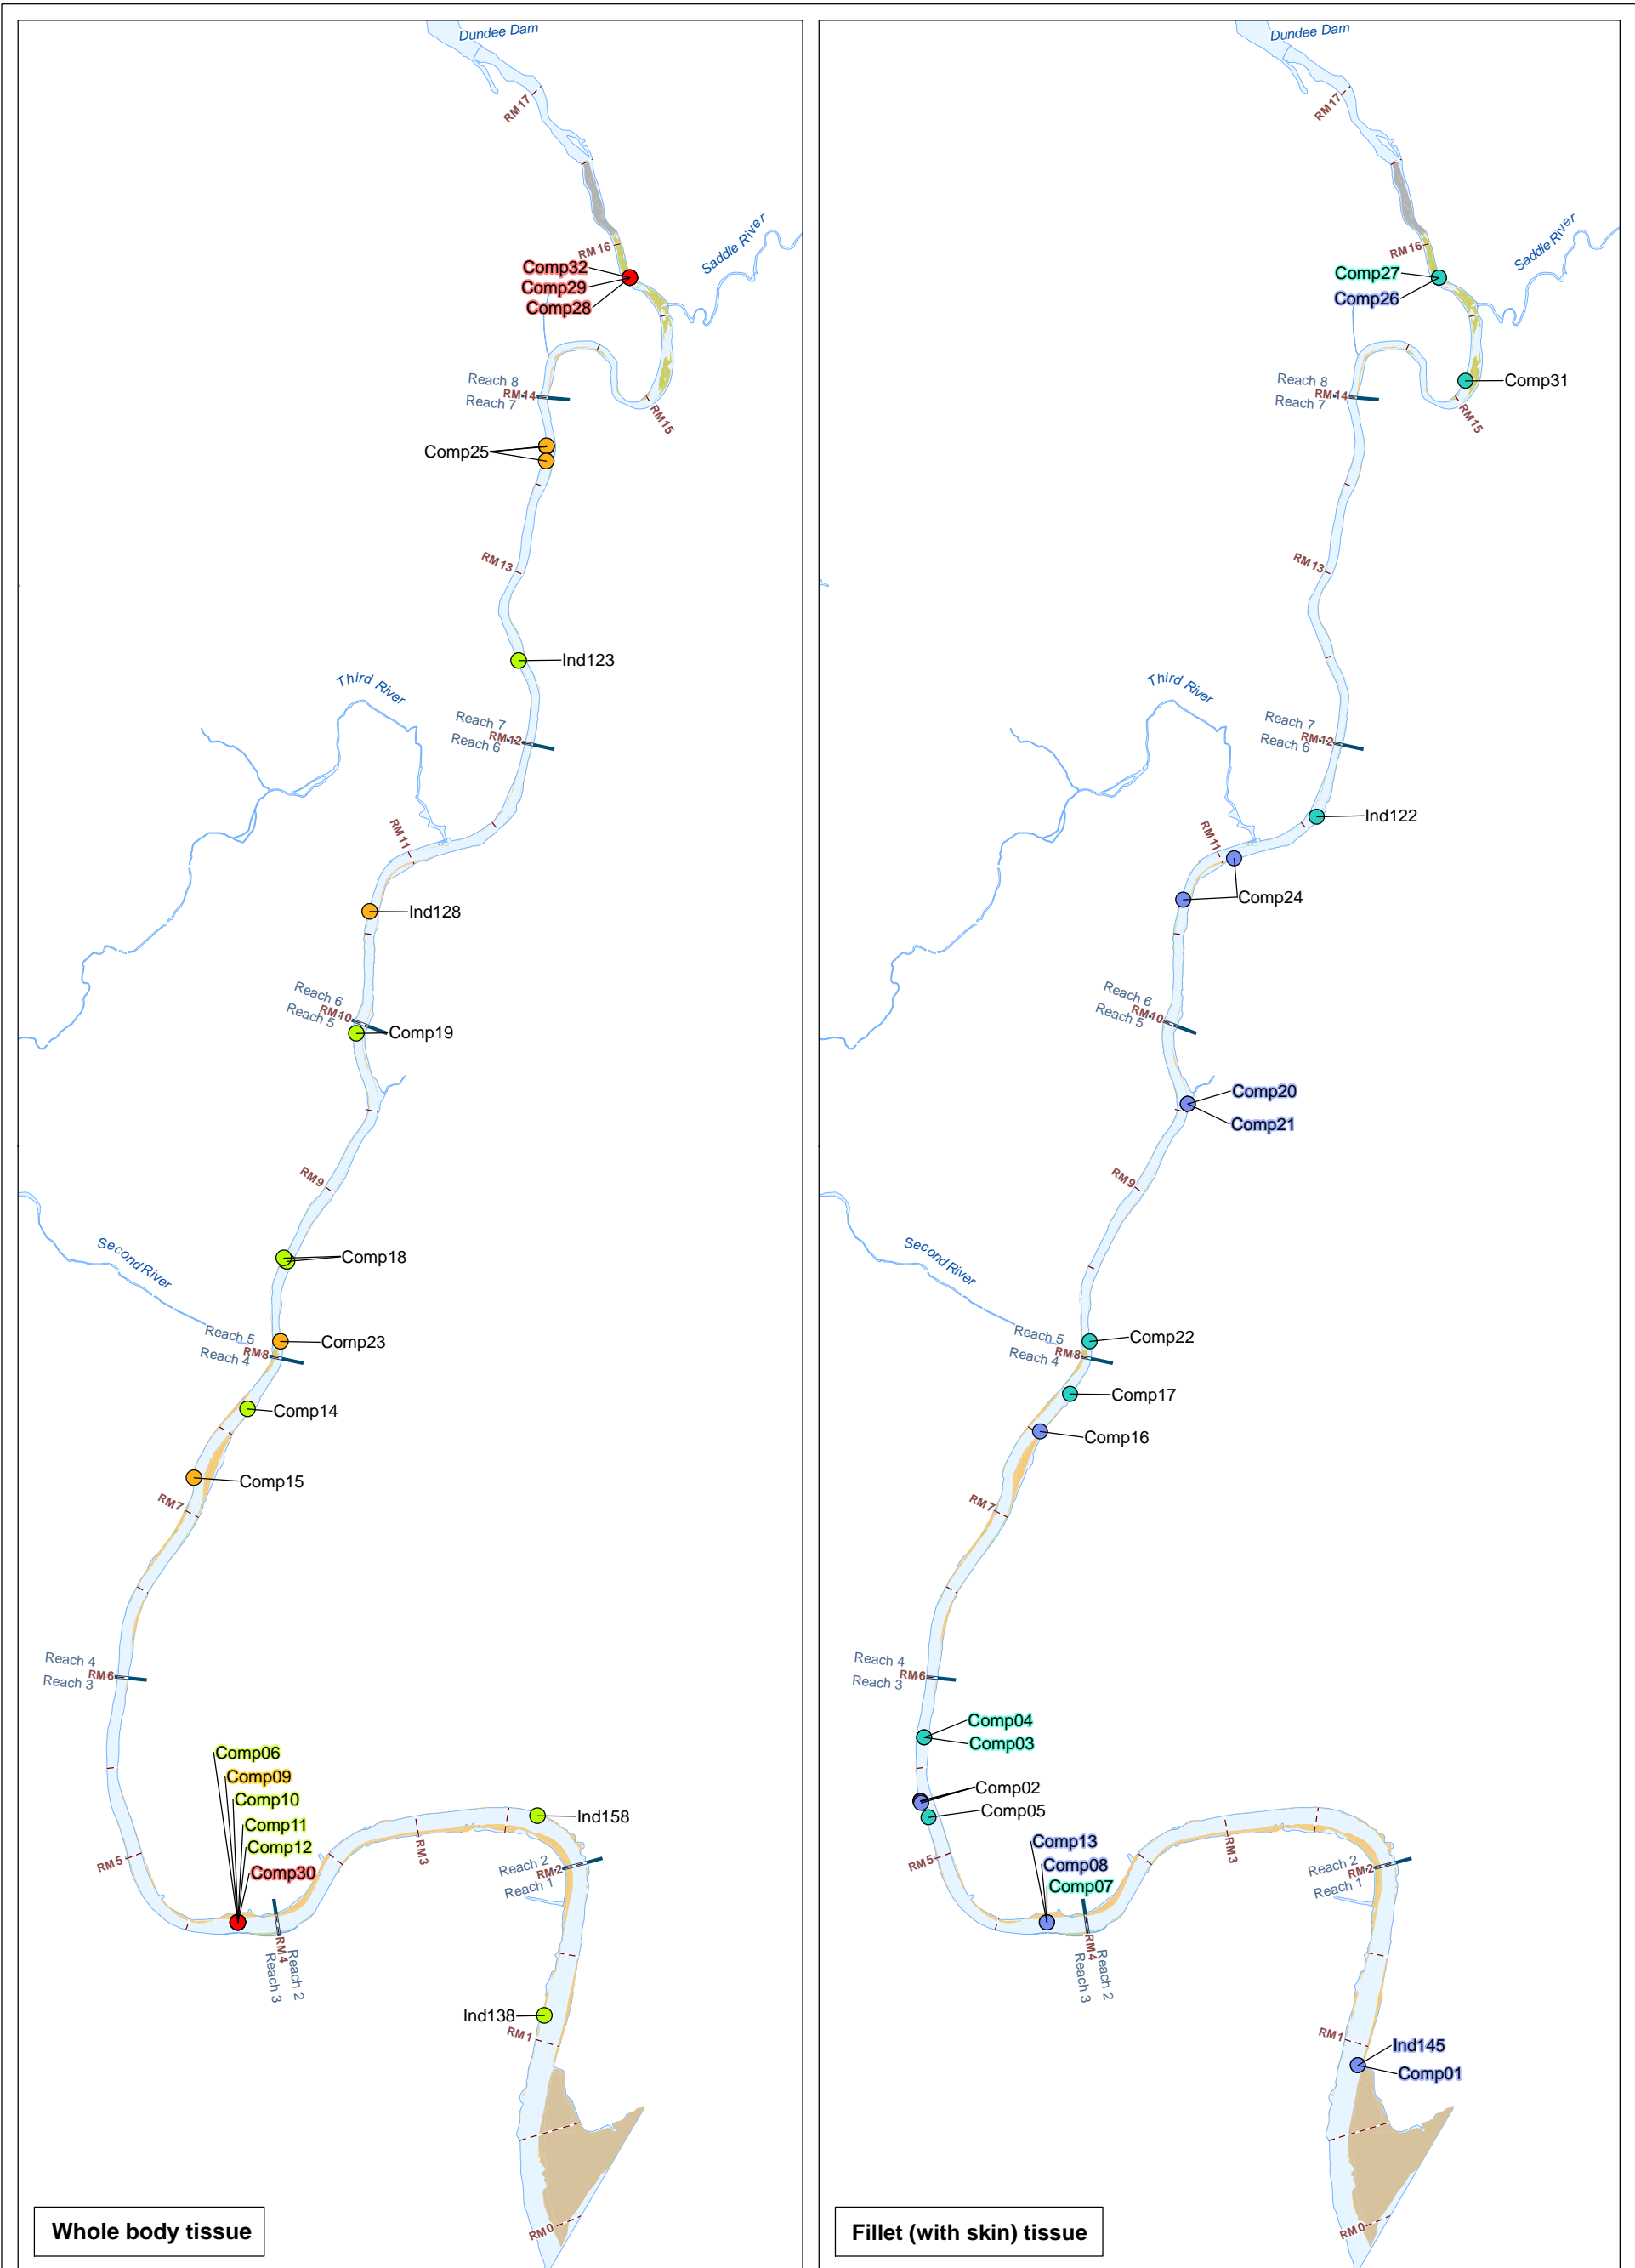 Dundee Dam
RM17
RM16
Saddle River
Comp32
Comp29
Comp28
Reach 8
RM14
Reach 7
RM15
Comp25
RM13
Ind123
Third River
Reach 7
RM12
Reach 6
RM11
Ind128
Reach 6
RM10
Reach 5
Comp19
RM9
Second River
Comp18
Reach 5
RM8
Reach 4
Comp23
Comp14
Comp15
RM7
Reach 4
RM6
Reach 3
Comp06
Comp09
Comp10
Comp11
Comp12
Comp30
RM5
RM4
Reach 2
Reach 3
RM3
Ind158
Reach 2
RM2
Reach 1
Ind138
RM1
RM0
Whole body tissue
Dundee Dam
RM17
RM16
Saddle River
Comp27
Comp26
Comp31
Reach 8
RM14
Reach 7
RM15
RM13
Third River
Reach 7
RM12
Reach 6
Ind122
RM11
Comp24
Reach 6
RM10
Reach 5
Comp20
Comp21
RM9
Second River
Reach 5
RM8
Reach 4
Comp22
Comp17
Comp16
RM7
Reach 4
RM6
Reach 3
Comp04
Comp03
Comp02
Comp05
RM5
Comp13
Comp08
Comp07
RM4
Reach 2
Reach 3
RM3
Reach 2
RM2
Reach 1
RM1
Ind145
Comp01
RM0
Fillet (with skin) tissue